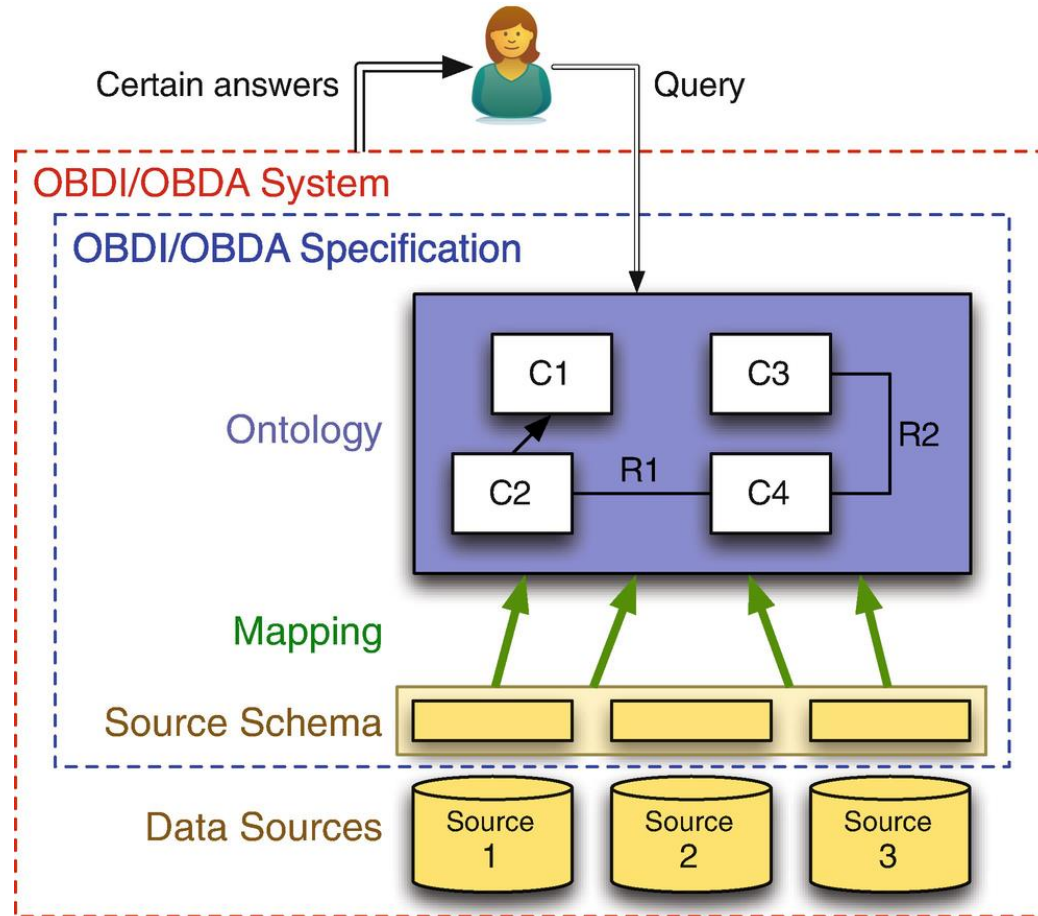 Certain answers
Query
OBDI/OBDA System
OBDI/OBDA Specification
Ontology
C1
C3
R2
C2
R1
C4
Mapping
Source Schema
Data Sources
Source
1
Source
2
Source
3